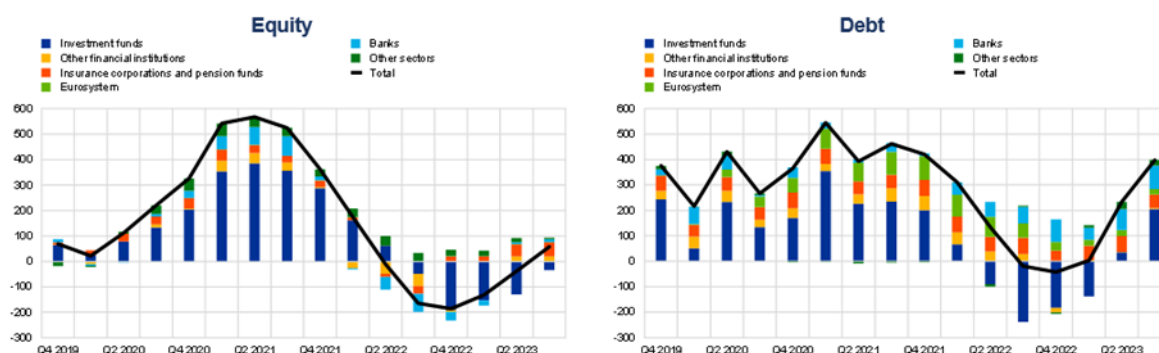 Equity
Investment funds
Banks
Other financial institutions
Other sectors
Insurance corporations and pension funds
Total
Eurosystem
600
500
400
300
200
100
0
-100
-200
-300
Q4 2019
Q2 2020
Q4 2020
Q2 2021
Q4 2021
Q2 2022
Q4 2022
Q2 2023
Debt
Investment funds
Banks
Other financial institutions
Other sectors
Insurance corporations and pension funds
Total
Eurosystem
600
500
400
300
200
100
0
-100
-200
-300
Q4 2019
Q2 2020
Q4 2020
Q2 2021
Q4 2021
Q2 2022
Q4 2022
Q2 2023